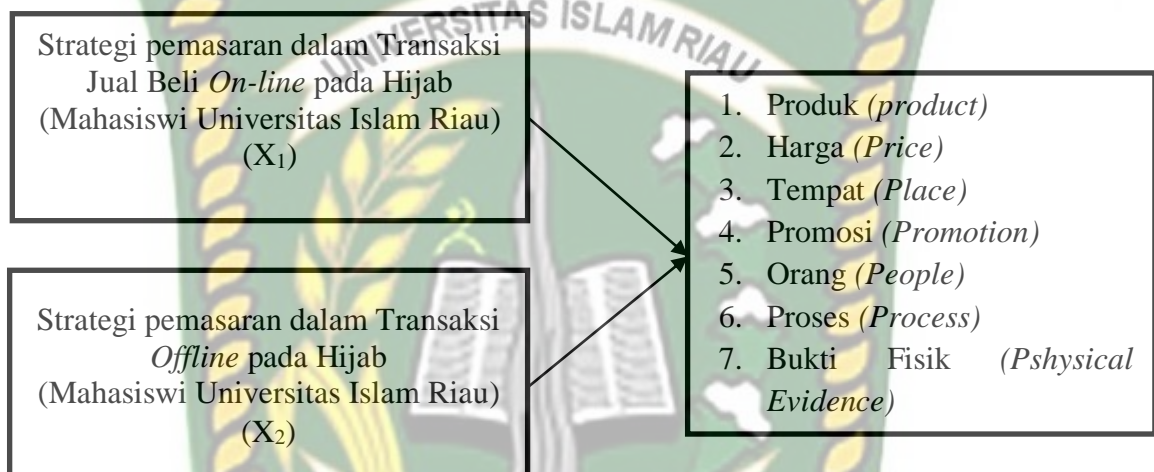 UNIVERSITAS ISLAM RIAU
Strategi pemasaran dalam Transaksi
Jual Beli On-line pada Hijab
(Mahasiswi Universitas Islam Riau)
(X₁)
Strategi pemasaran dalam Transaksi
Offline pada Hijab
(Mahasiswi Universitas Islam Riau)
(X₂)
1. Produk (product)
2. Harga (Price)
3. Tempat (Place)
4. Promosi (Promotion)
5. Orang (People)
6. Proses (Process)
7. Bukti Fisik (Pshysical
Evidence)